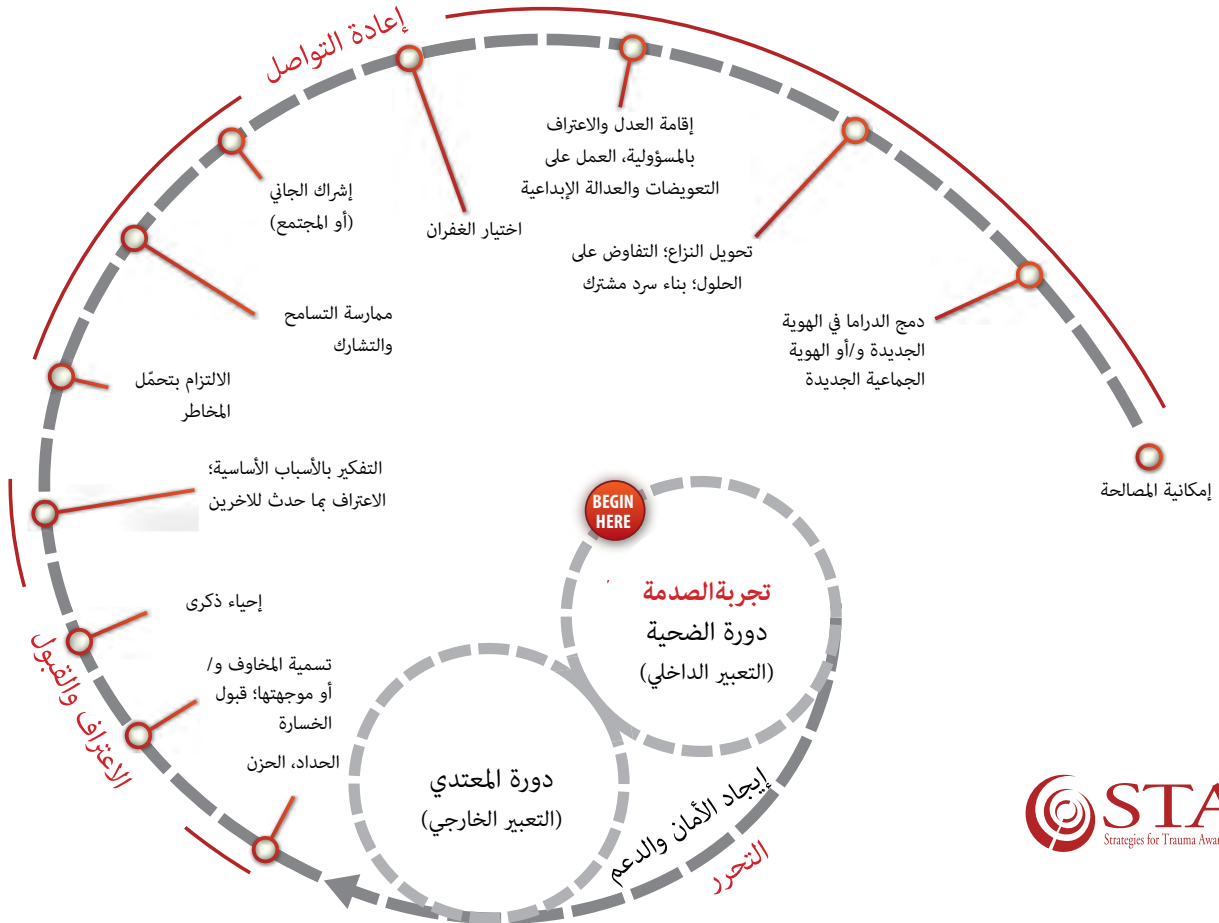 إعادة التواصل
إقامة العدل والاعتراف
بالمسؤولية، العمل على
التعويضات والعدالة الإبداعية
إشراك الجاني
(أو المجتمع)
اختيار الغفران
تحويل النزاع؛ التفاوض على
الحلول؛ بناء سرد مشترك
ممارسة التسامح
والتشارك
دمج الدراما في الهوية
الجديدة و/أو الهوية
الجماعية الجديدة
الالتزام بتحمّل
المخاطر
التفكير بالأسباب الأساسية؛
الاعتراف بما حدث للاخرين
إمكانية المصالحة
BEGIN
HERE
تجربةالصدمة
دورة الضحية
(التعبير الداخلي)
إحياء ذكرى
تسمية المخاوف و/
أو موجهتها؛ قبول
الخسارة
الاعتراف والقبول
الحداد، الحزن
دورة المعتدي
(التعبير الخارجي)
إيجاد الأمان والدعم
التحرر
STA
Strategies for Trauma Awar